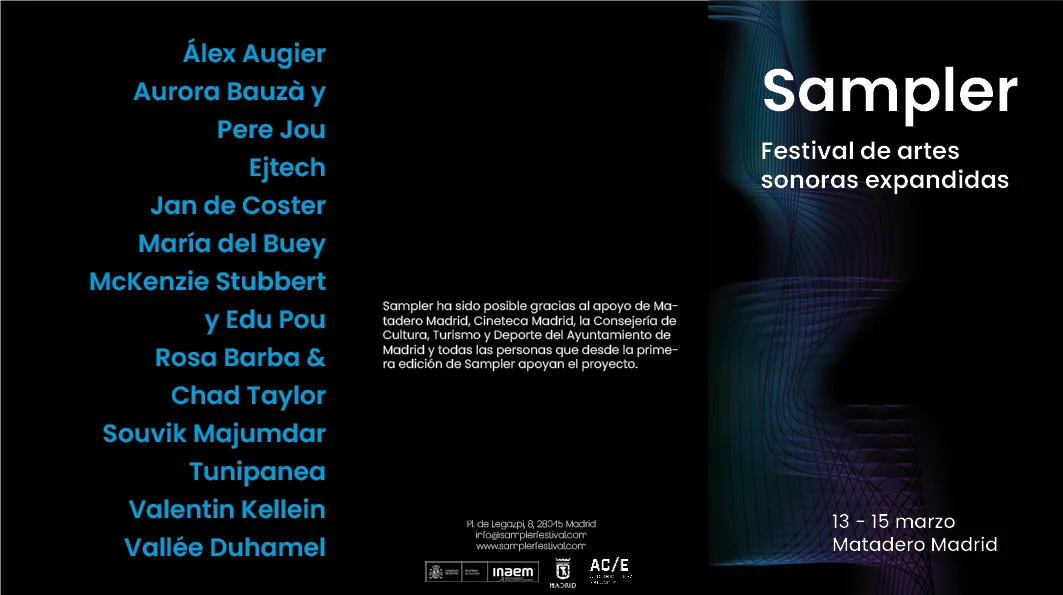 Álex Augier
Aurora Bauzà y
Pere Jou
Ejtech
Jan de Coster
María del Buey
McKenzie Stubbert
y Edu Pou
Rosa Barba &
Chad Taylor
Souvik Majumdar
Tunipanea
Valentin Kellein
Vallée Duhamel
Sampler ha sido posible gracias al apoyo de Ma-
tadero Madrid, Cineteca Madrid, la Consejería de
Cultura, Turismo y Deporte del Ayuntamiento de
Madrid y todas las personas que desde la prime-
ra edición de Sampler apoyan el proyecto.
Pl. de Legazpi, 8, 28045 Madrid
info@samplerfestival.com
www.samplerfestival.com
inaem
MADRID
AC/E
Sampler
Festival de artes
sonoras expandidas
13 - 15 marzo
Matadero Madrid